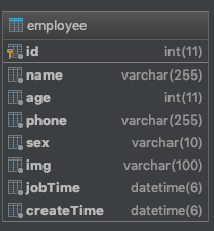 employee
id int(11)
name varchar(255)
age int(11)
phone varchar(255)
sex varchar(10)
img varchar(100)
jobTime datetime(6)
createTime datetime(6)